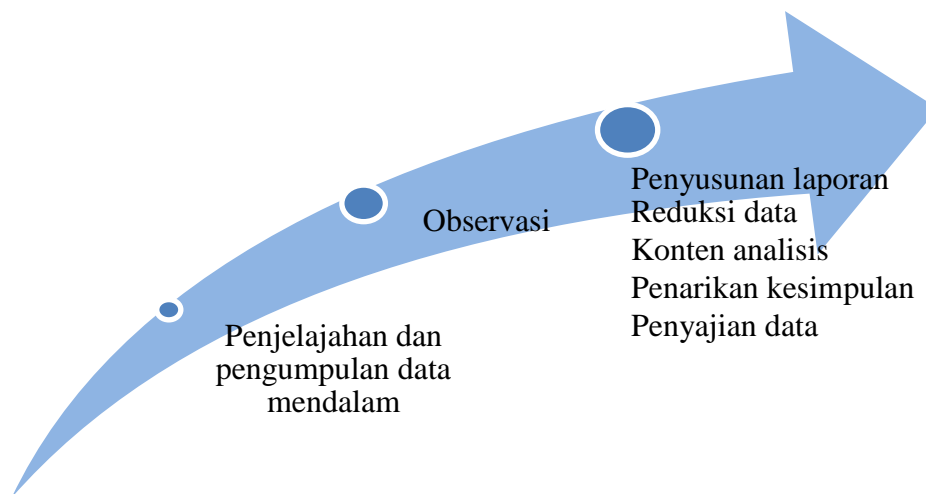 Penjelajahan dan
pengumpulan data
mendalam
Observasi
Penyusunan laporan
Reduksi data
Konten analisis
Penarikan kesimpulan
Penyajian data